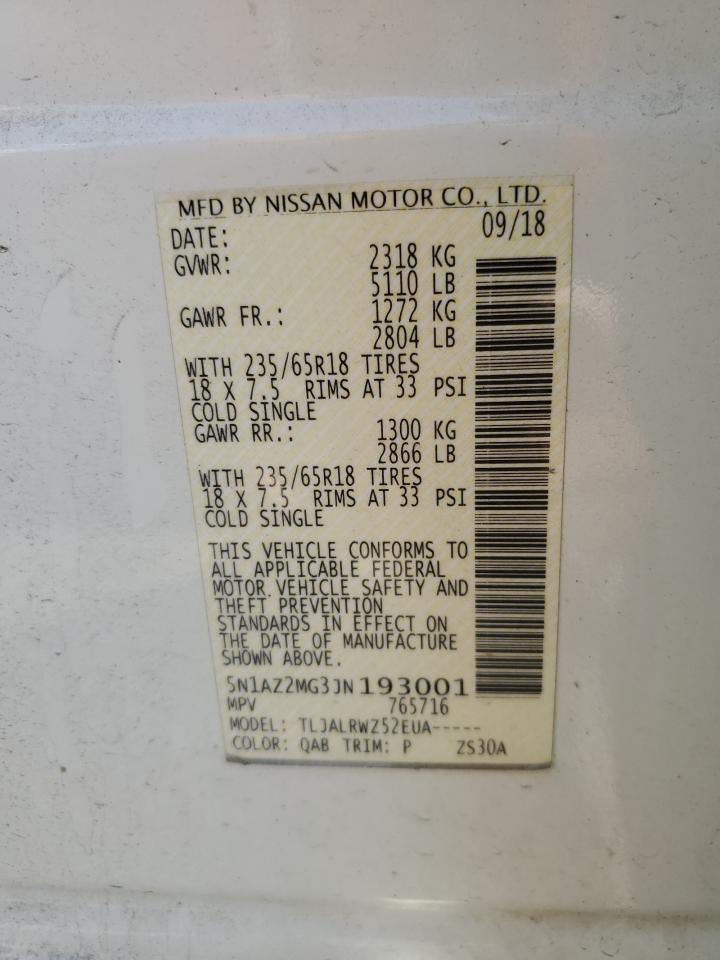 MFD BY NISSAN MOTOR CO., LTD.
DATE: 09/18
GVWR: 2318 KG
5110 LB
GAWR FR.: 1272 KG
2804 LB
WITH 235/65R18 TIRES
18 X 7.5 RIMS AT 33 PSI
COLD SINGLE
GAWR RR.: 1300 KG
2866 LB
WITH 235/65R18 TIRES
18 X 7.5 RIMS AT 33 PSI
COLD SINGLE
THIS VEHICLE CONFORMS TO
ALL APPLICABLE FEDERAL
MOTOR VEHICLE SAFETY AND
THEFT PREVENTION
STANDARDS IN EFFECT ON
THE DATE OF MANUFACTURE
SHOWN ABOVE.
5N1AZ2MG3JN193001
MPV 765716
MODEL: TLJALRWZ52EUA-----
COLOR: QAB TRIM: P ZS30A